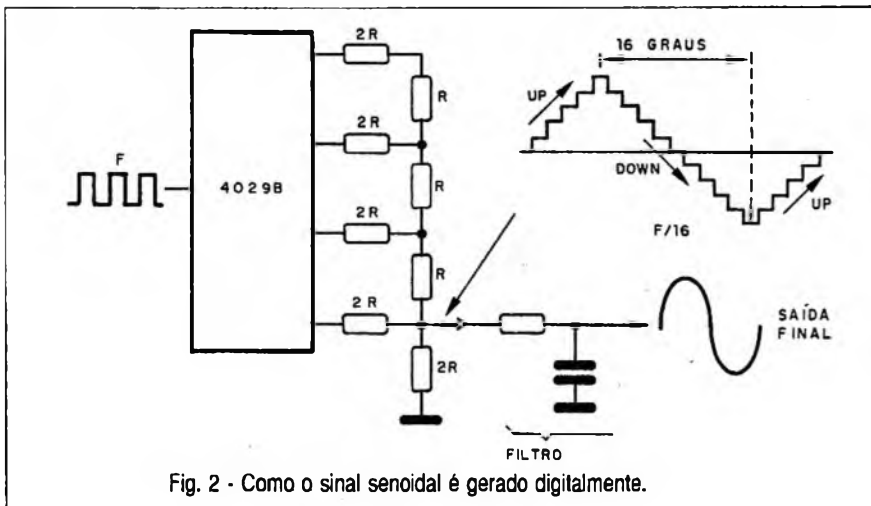 2R
R
2R
R
2R
R
2R
2R
F
4029B
16 GRAUS
UP
DOWN
UP
F/16
SAÍDA
FINAL
FILTRO
Fig. 2 - Como o sinal senoidal é gerado digitalmente.